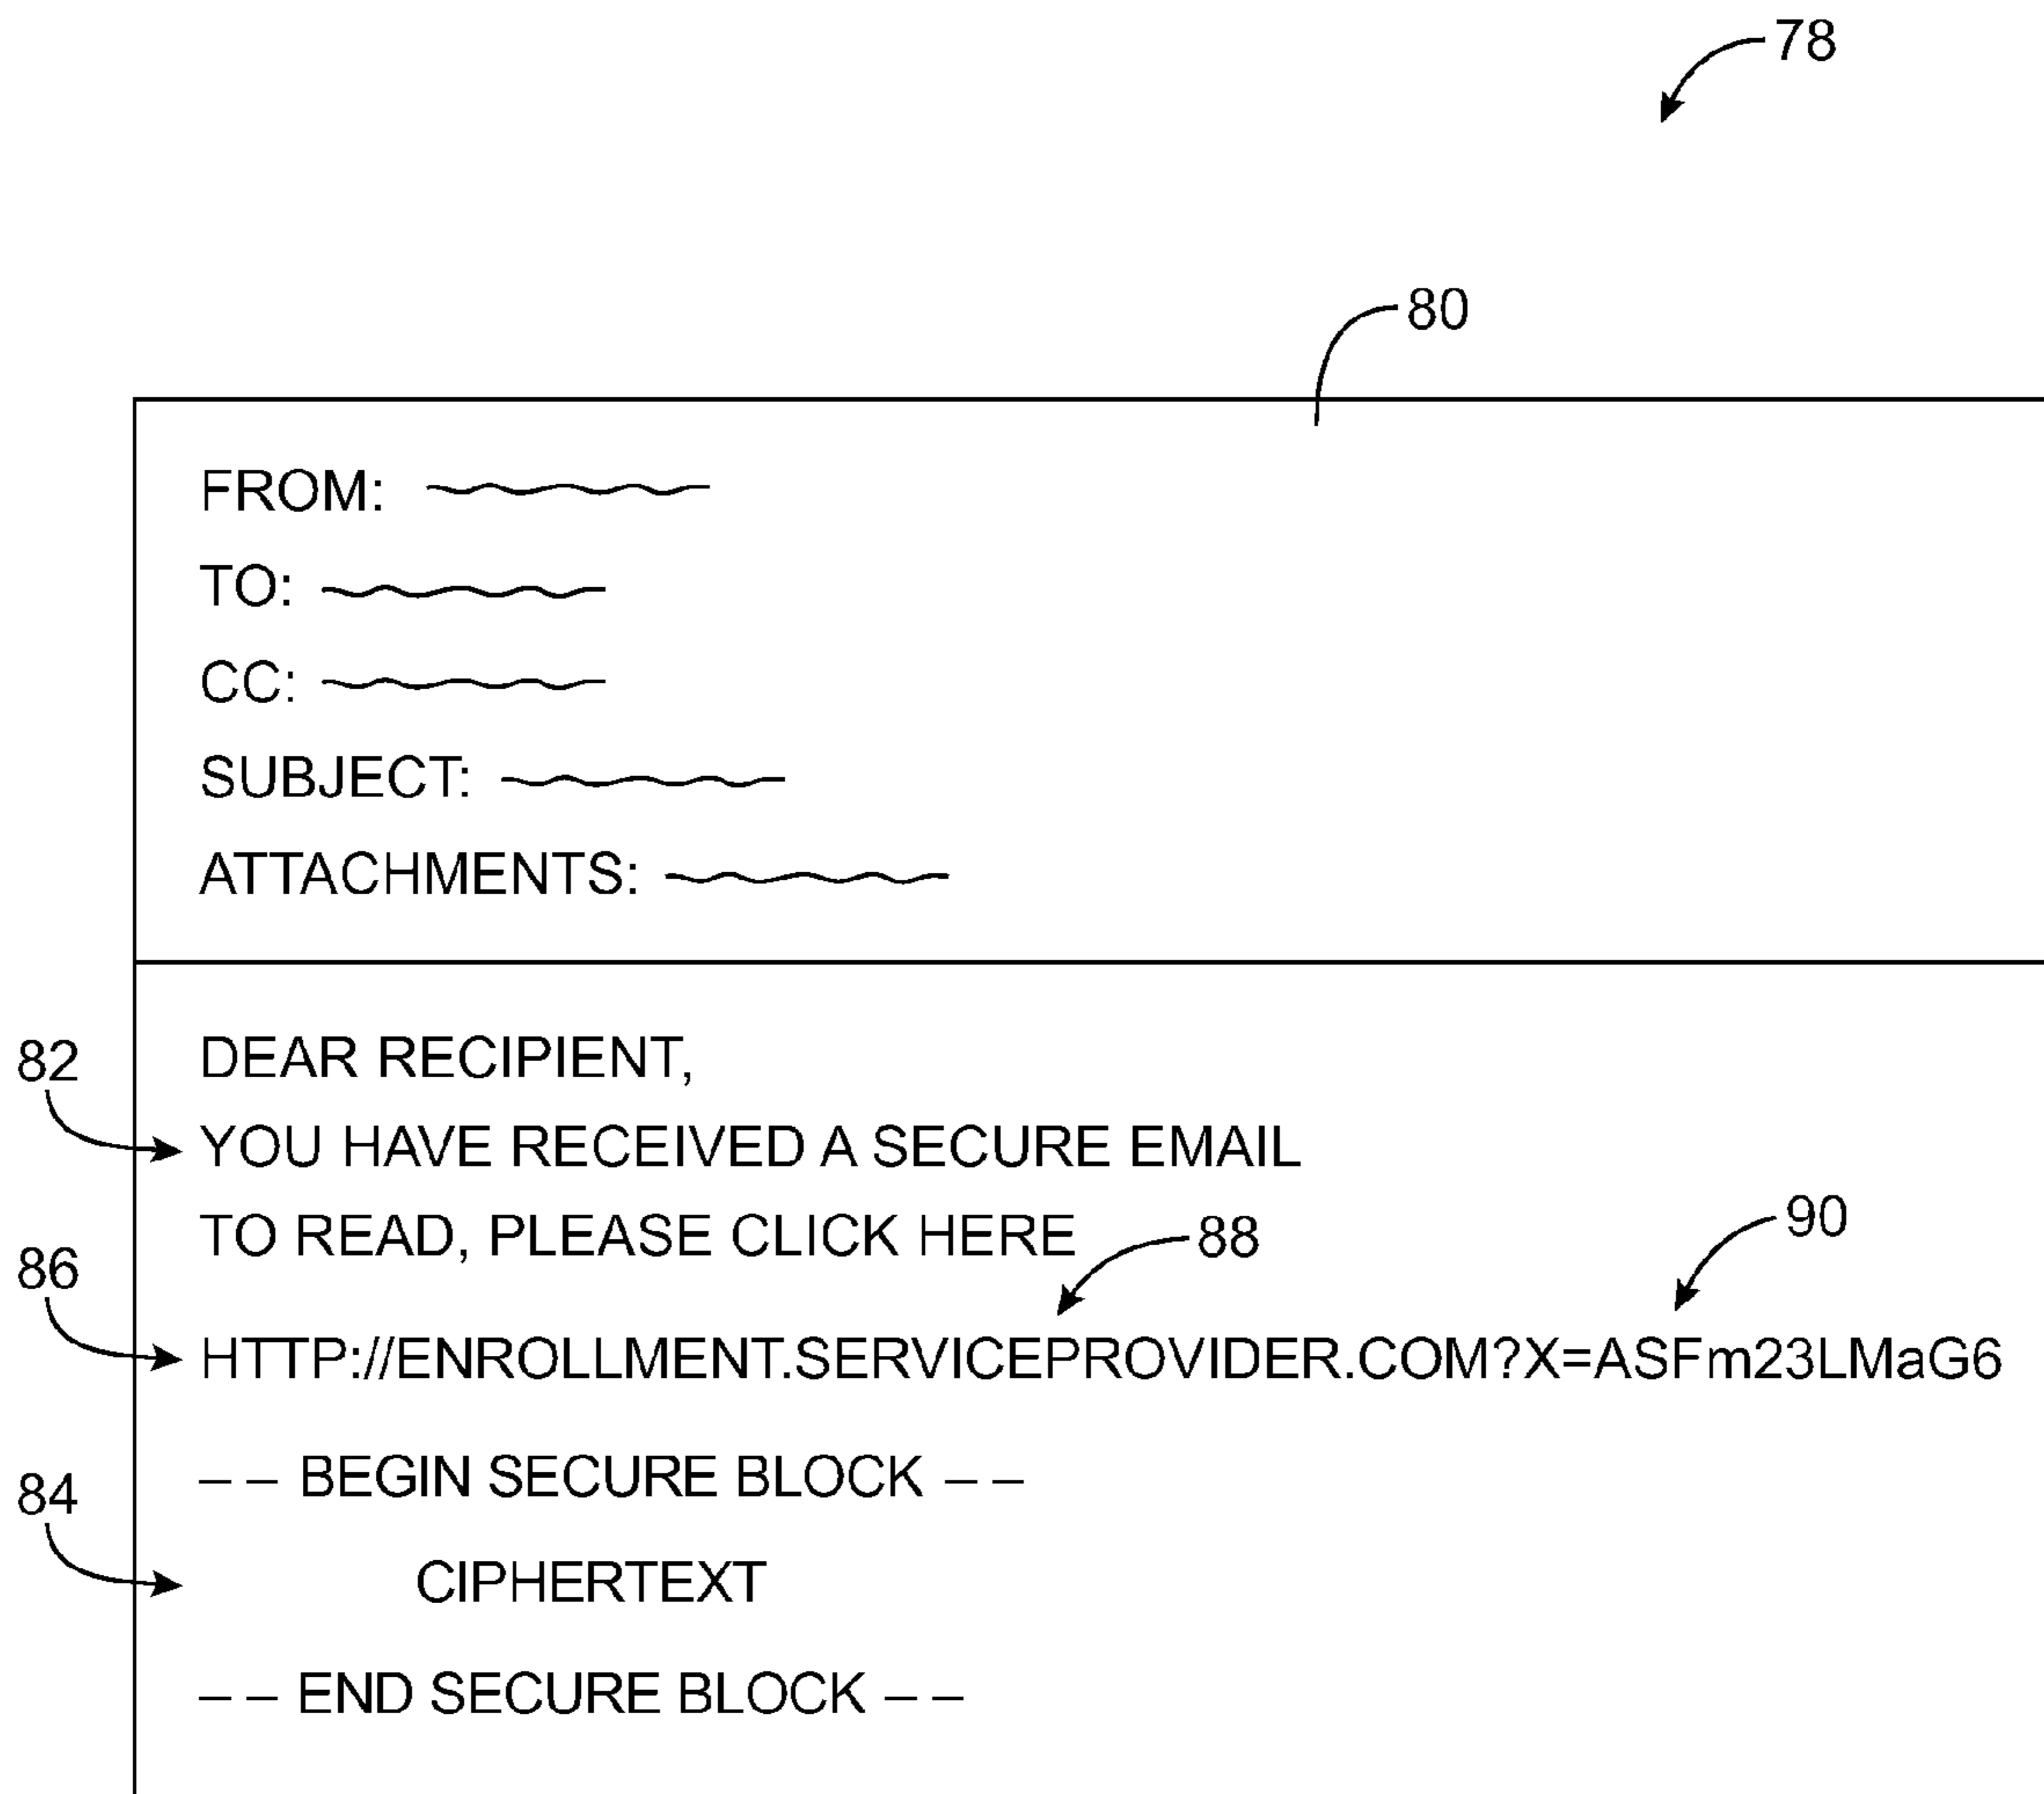 78
80
FROM:
TO:
CC:
SUBJECT:
ATTACHMENTS:
82
DEAR RECIPIENT,
YOU HAVE RECEIVED A SECURE EMAIL
TO READ, PLEASE CLICK HERE
88
90
86
HTTP://ENROLLMENT.SERVICEPROVIDER.COM?X=ASFm23LMaG6
-- BEGIN SECURE BLOCK --
84
CIPHERTEXT
-- END SECURE BLOCK --